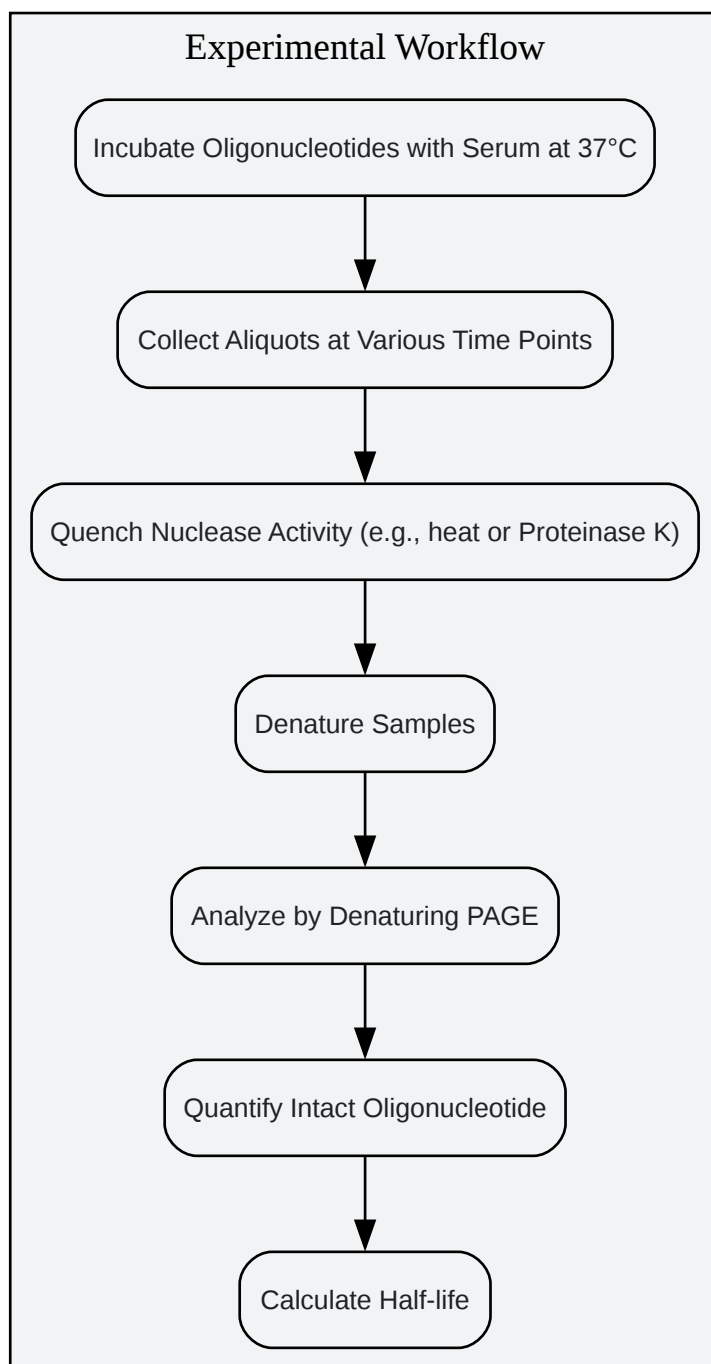 Experimental Workflow
Incubate Oligonucleotides with Serum at 37°C
Collect Aliquots at Various Time Points
Quench Nuclease Activity (e.g., heat or Proteinase K)
Denature Samples
Analyze by Denaturing PAGE
Quantify Intact Oligonucleotide
Calculate Half-life